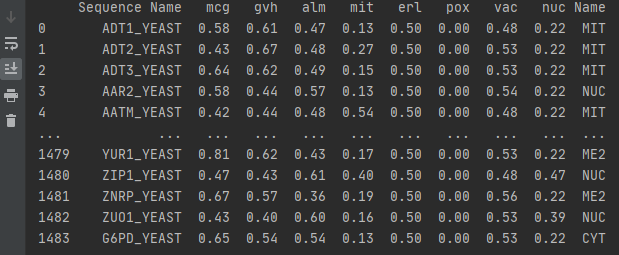 Sequence Name mcg gvh alm mit erl pox vac nuc Name
0 ADT1_YEAST 0.58 0.61 0.47 0.13 0.50 0.00 0.48 0.22 MIT
1 ADT2_YEAST 0.43 0.67 0.48 0.27 0.50 0.00 0.53 0.22 MIT
2 ADT3_YEAST 0.64 0.62 0.49 0.15 0.50 0.00 0.53 0.22 MIT
3 AAR2_YEAST 0.58 0.44 0.57 0.13 0.50 0.00 0.54 0.22 NUC
4 AATM_YEAST 0.42 0.44 0.48 0.54 0.50 0.00 0.48 0.22 MIT
... ... ... ... ... ... ... ... ... ... ...
1479 YUR1_YEAST 0.81 0.62 0.43 0.17 0.50 0.00 0.53 0.22 ME2
1480 ZIP1_YEAST 0.47 0.43 0.61 0.40 0.50 0.00 0.48 0.47 NUC
1481 ZNRP_YEAST 0.67 0.57 0.36 0.19 0.50 0.00 0.56 0.22 ME2
1482 ZUO1_YEAST 0.43 0.40 0.60 0.16 0.50 0.00 0.53 0.39 NUC
1483 G6PD_YEAST 0.65 0.54 0.54 0.13 0.50 0.00 0.53 0.22 CYT